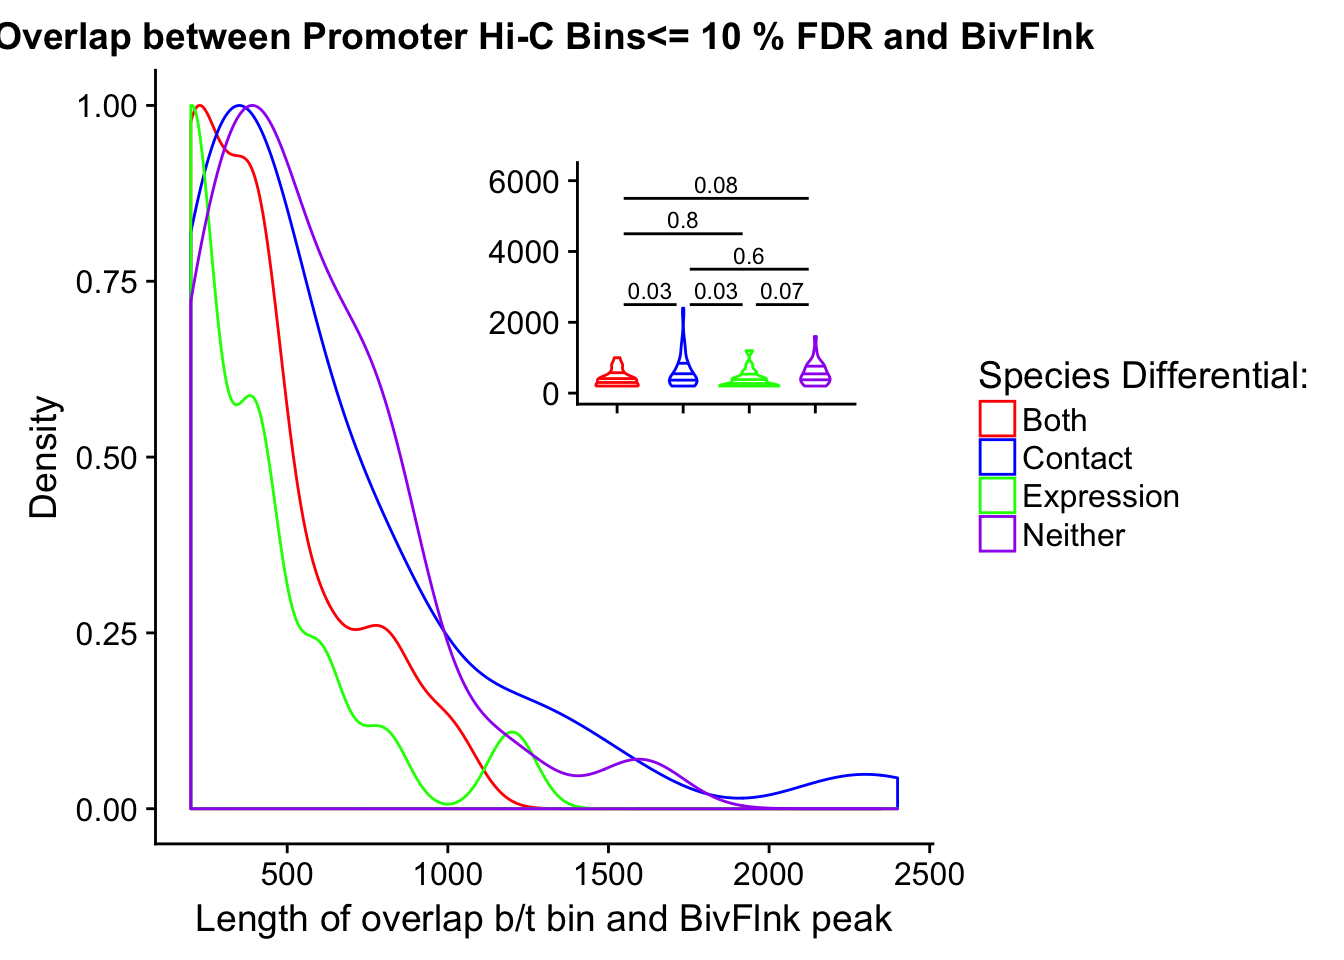 Overlap between Promoter Hi-C Bins<= 10 % FDR and BivFlnk
1.00
0.75
0.50
0.25
0.00
Density
500 1000 1500 2000 2500
Length of overlap b/t bin and BivFlnk peak
6000
4000
2000
0
0.08
0.8
0.6
0.03 0.03 0.07
Species Differential:
Both
Contact
Expression
Neither